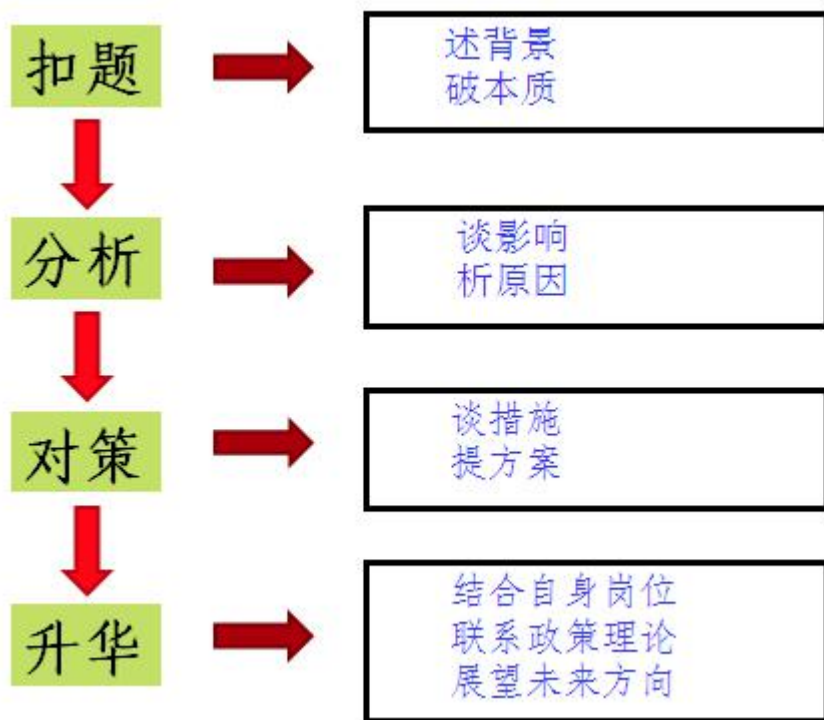 扣题
述背景
破本质
分析
谈影响
析原因
对策
谈措施
提方案
升华
结合自身岗位
联系政策理论
展望未来方向